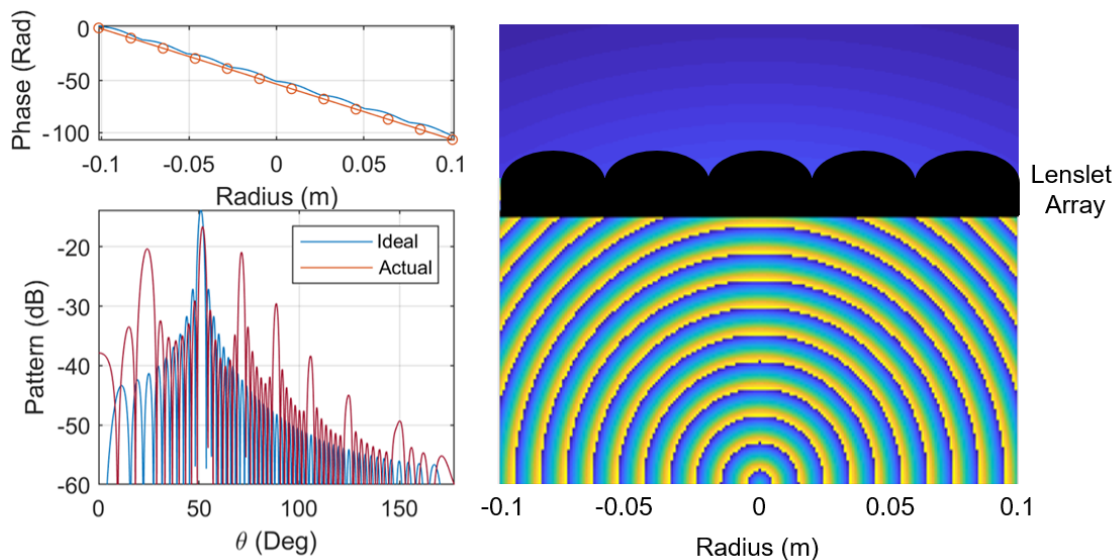 Phase (Rad)
0
-50
-100
-0.1
-0.05
0
0.05
0.1
Radius (m)
Pattern (dB)
-20
-30
-40
-50
-60
Ideal
Actual
0
50
100
150
θ (Deg)
Lenslet
Array
-0.1
-0.05
0
0.05
0.1
Radius (m)